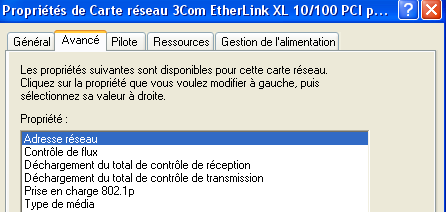 Propriétés de Carte réseau 3Com EtherLink XL 10/100 PCI p...
Général Avancé Pilote Ressources Gestion de l'alimentation
Les propriétés suivantes sont disponibles pour cette carte réseau.
Cliquez sur la propriété que vous voulez modifier à gauche, puis
sélectionnez sa valeur à droite.
Propriété :
Adresse réseau
Contrôle de flux
Déchargement du total de contrôle de réception
Déchargement du total de contrôle de transmission
Prise en charge 802.1p
Type de média